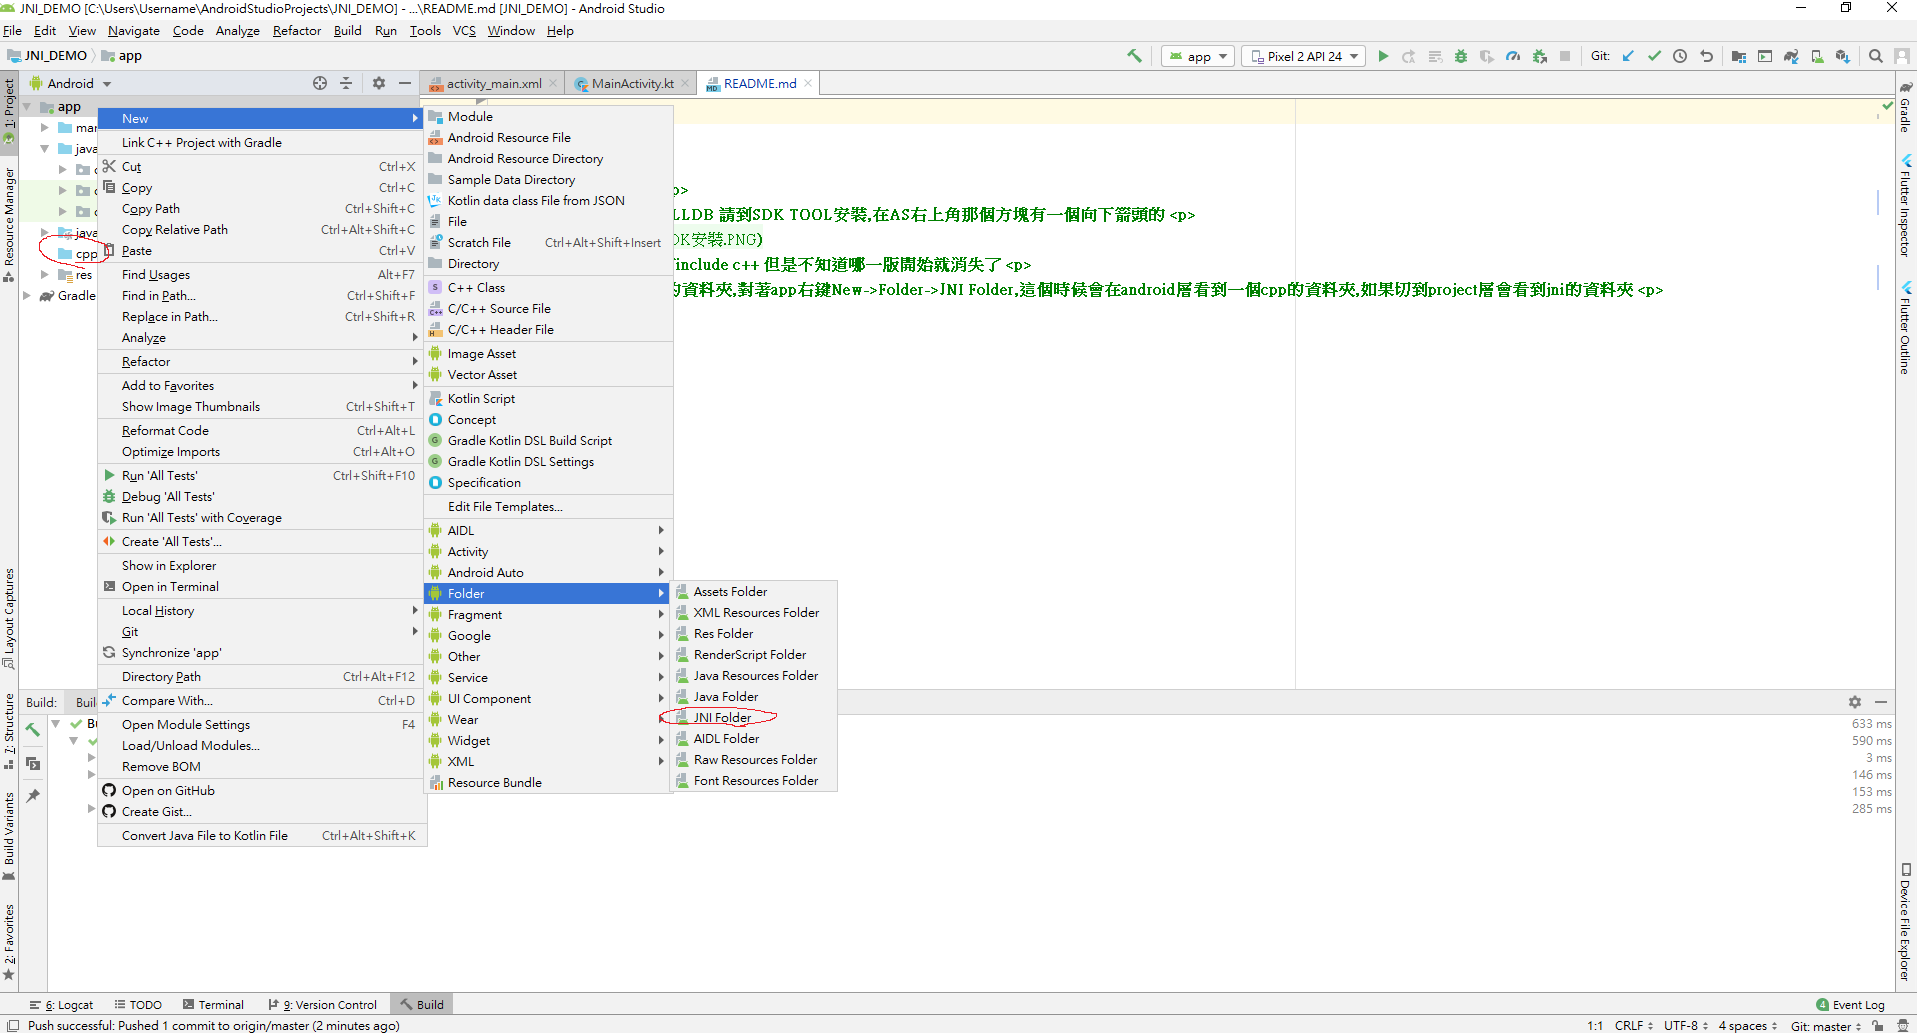 JNI_DEMO [C:\Users\Username\AndroidStudioProjects\JNI_DEMO] - ...\README.md [JNI_DEMO] - Android Studio
File Edit View Navigate Code Analyze Refactor Build Run Tools VCS Window Help
JNI_DEMO app
app Pixel 2 API 24 Git:
Android
activity_main.xml MainActivity.kt README.md
1: Project
Resource Manager
Layout Captures
7: Structure
Build Variants
2: Favorites
app
java
java
cpp
res
Gradle
New
Link C++ Project with Gradle
Cut Ctrl+X
Copy Ctrl+C
Copy Path Ctrl+Shift+C
Copy Relative Path Ctrl+Alt+Shift+C
Paste Ctrl+V
Find Usages Alt+F7
Find in Path... Ctrl+Shift+F
Replace in Path... Ctrl+Shift+R
Analyze
Refactor
Add to Favorites
Show Image Thumbnails Ctrl+Shift+T
Reformat Code Ctrl+Alt+L
Optimize Imports Ctrl+Alt+O
Run 'All Tests' Ctrl+Shift+F10
Debug 'All Tests'
Run 'All Tests' with Coverage
Create 'All Tests'...
Show in Explorer
Open in Terminal
Local History
Git
Synchronize 'app'
Directory Path Ctrl+Alt+F12
Compare With... Ctrl+D
Open Module Settings F4
Load/Unload Modules...
Remove BOM
Open on GitHub
Create Gist...
Convert Java File to Kotlin File Ctrl+Alt+Shift+K
Module
Android Resource File
Android Resource Directory
Sample Data Directory
Kotlin data class File from JSON
File
Scratch File Ctrl+Alt+Shift+Insert
Directory
C++ Class
C/C++ Source File
C/C++ Header File
Image Asset
Vector Asset
Kotlin Script
Concept
Gradle Kotlin DSL Build Script
Gradle Kotlin DSL Settings
Specification
Edit File Templates...
AIDL
Activity
Android Auto
Folder
Fragment
Google
Other
Service
UI Component
Wear
Widget
XML
Resource Bundle
Assets Folder
XML Resources Folder
Res Folder
RenderScript Folder
Java Resources Folder
Java Folder
JNI Folder
AIDL Folder
Raw Resources Folder
Font Resources Folder
p>
LLDB 請到SDK TOOL安裝,在AS右上角那個方塊有一個向下箭頭的 <p>
DK安裝.PNG)
include c++ 但是不知道哪一版開始就消失了 <p>
的資料夾,對著app右鍵New->Folder->JNI Folder,這個時候會在android層看到一個cpp的資料夾,如果切到project層會看到jni的資料夾 <p>
Gradle
Flutter Inspector
Flutter Outline
Device File Explorer
Build:
633 ms
590 ms
3 ms
146 ms
153 ms
285 ms
6: Logcat TODO Terminal 9: Version Control Build 4 Event Log
Push successful: Pushed 1 commit to origin/master (2 minutes ago) 1:1 CRLF UTF-8 4 spaces Git: master